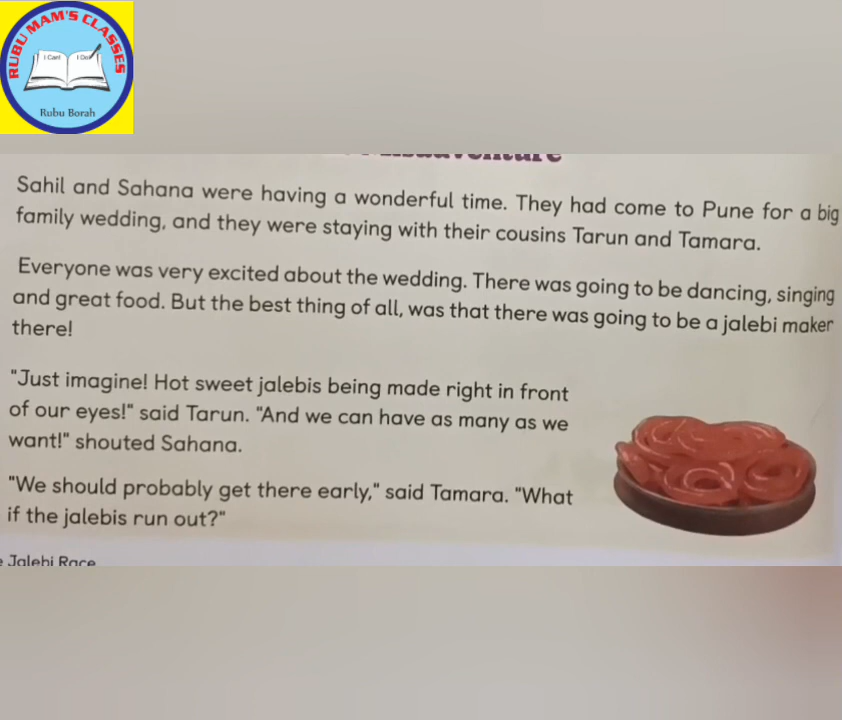 RUBU MAM'S CLASSES
I Can!
I Do!
Rubu Borah
Sahil and Sahana were having a wonderful time. They had come to Pune for a big
family wedding, and they were staying with their cousins Tarun and Tamara.
Everyone was very excited about the wedding. There was going to be dancing, singing
and great food. But the best thing of all, was that there was going to be a jalebi maker
there!
"Just imagine! Hot sweet jalebis being made right in front
of our eyes!" said Tarun. "And we can have as many as we
want!" shouted Sahana.
"We should probably get there early," said Tamara. "What
if the jalebis run out?"
Jalebi Race